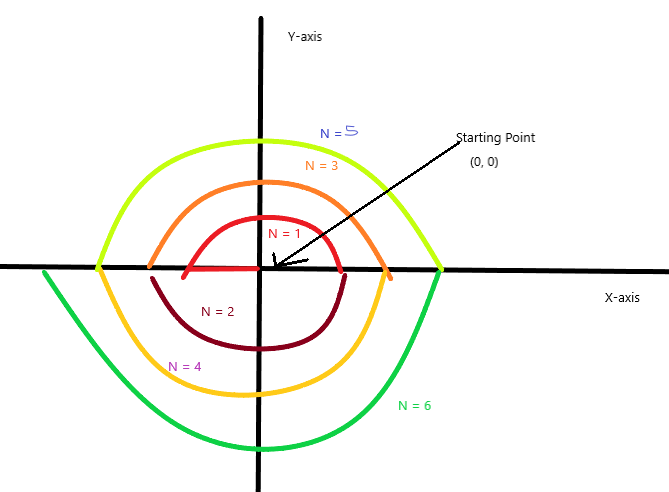 Y-axis
N = 5
Starting Point
(0, 0)
N = 3
N = 1
X-axis
N = 2
N = 4
N = 6